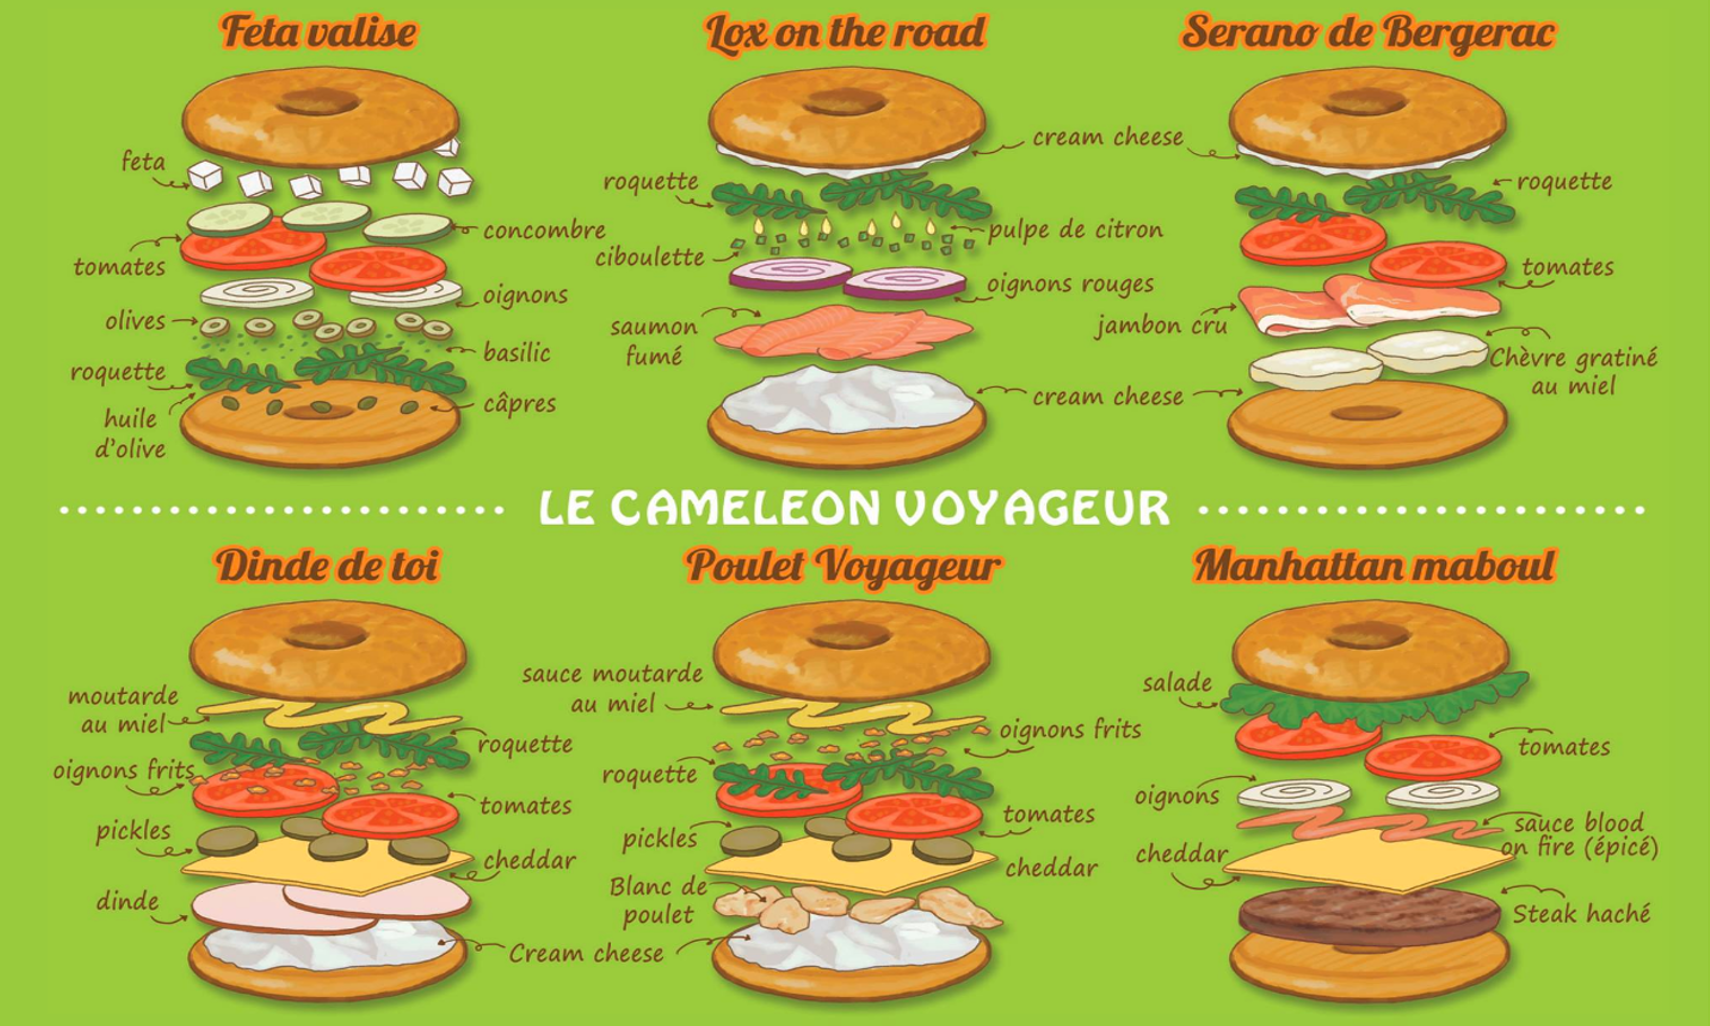 Feta valise
feta
concombre
tomates
oignons
olives
basilic
roquette
câpres
huile
d'olive
Lox on the road
cream cheese
roquette
pulpe de citron
ciboulette
oignons rouges
saumon
fumé
cream cheese
Serano de Bergerac
roquette
tomates
jambon cru
Chèvre gratiné
au miel
LE CAMELEON VOYAGEUR
Dinde de toi
moutarde
au miel
roquette
oignons frits
tomates
pickles
cheddar
dinde
Cream cheese
Poulet Voyageur
sauce moutarde
au miel
oignons frits
roquette
tomates
pickles
cheddar
Blanc de
poulet
Manhattan maboul
salade
tomates
oignons
sauce blood
on fire (épicé)
cheddar
Steak haché